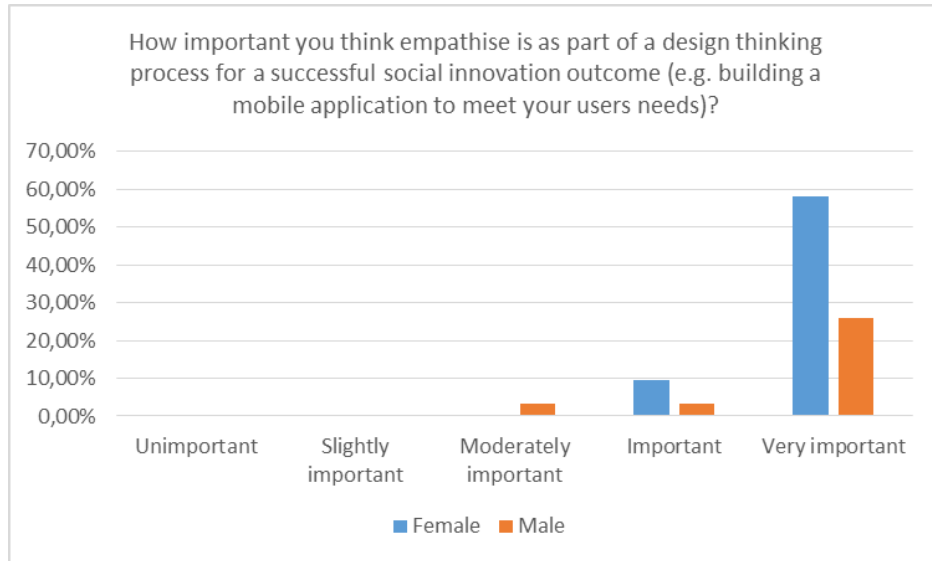 How important you think empathise is as part of a design thinking
process for a successful social innovation outcome (e.g. building a
mobile application to meet your users needs)?
70,00%
60,00%
50,00%
40,00%
30,00%
20,00%
10,00%
0,00%
Unimportant
Slightly
important
Moderately
important
Important
Very important
Female
Male